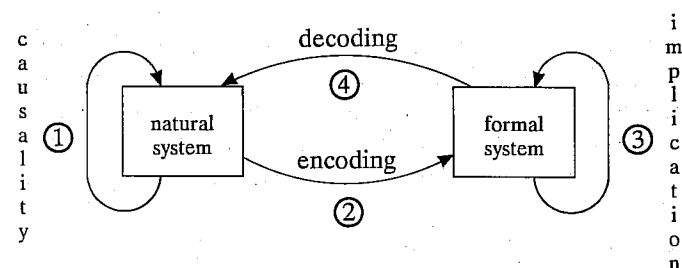 causality
①
natural
system
decoding
④
encoding
②
formal
system
③
implication